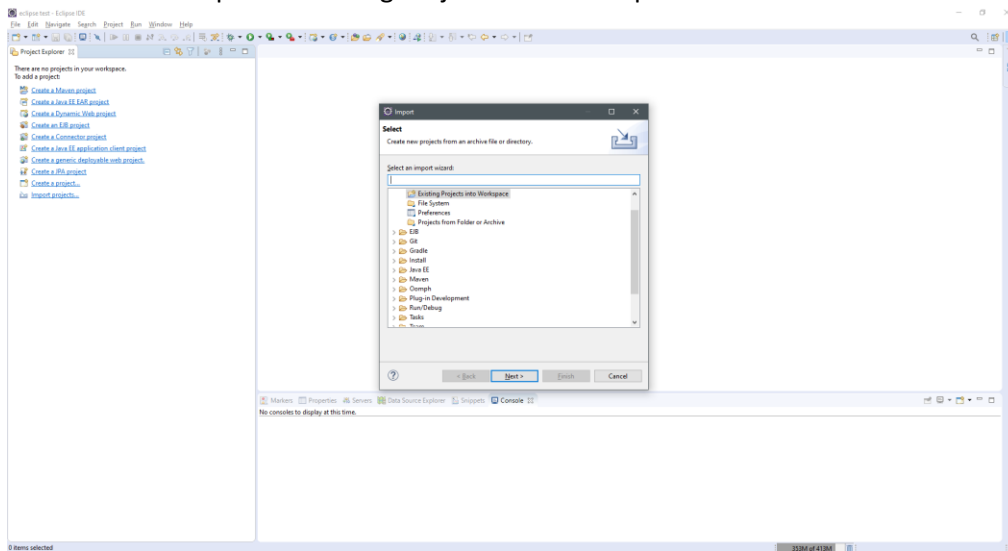 eclipse test - Eclipse IDE
File Edit Navigate Search Project Run Window Help
Project Explorer
There are no projects in your workspace.
To add a project:
Create a Maven project
Create a Java EE EAR project
Create a Dynamic Web project
Create an EJB project
Create a Connector project
Create a Java EE application client project
Create a generic deployable web project.
Create a JPA project
Create a project...
Import projects...
Import
Select
Create new projects from an archive file or directory.
Select an import wizard:
Existing Projects into Workspace
File System
Preferences
Projects from Folder or Archive
EJB
Git
Gradle
Install
Java EE
Maven
Oomph
Plug-in Development
Run/Debug
Tasks
Team
< Back Next > Finish Cancel
Markers Properties Servers Data Source Explorer Snippets Console
No consoles to display at this time.
0 items selected
353M of 413M